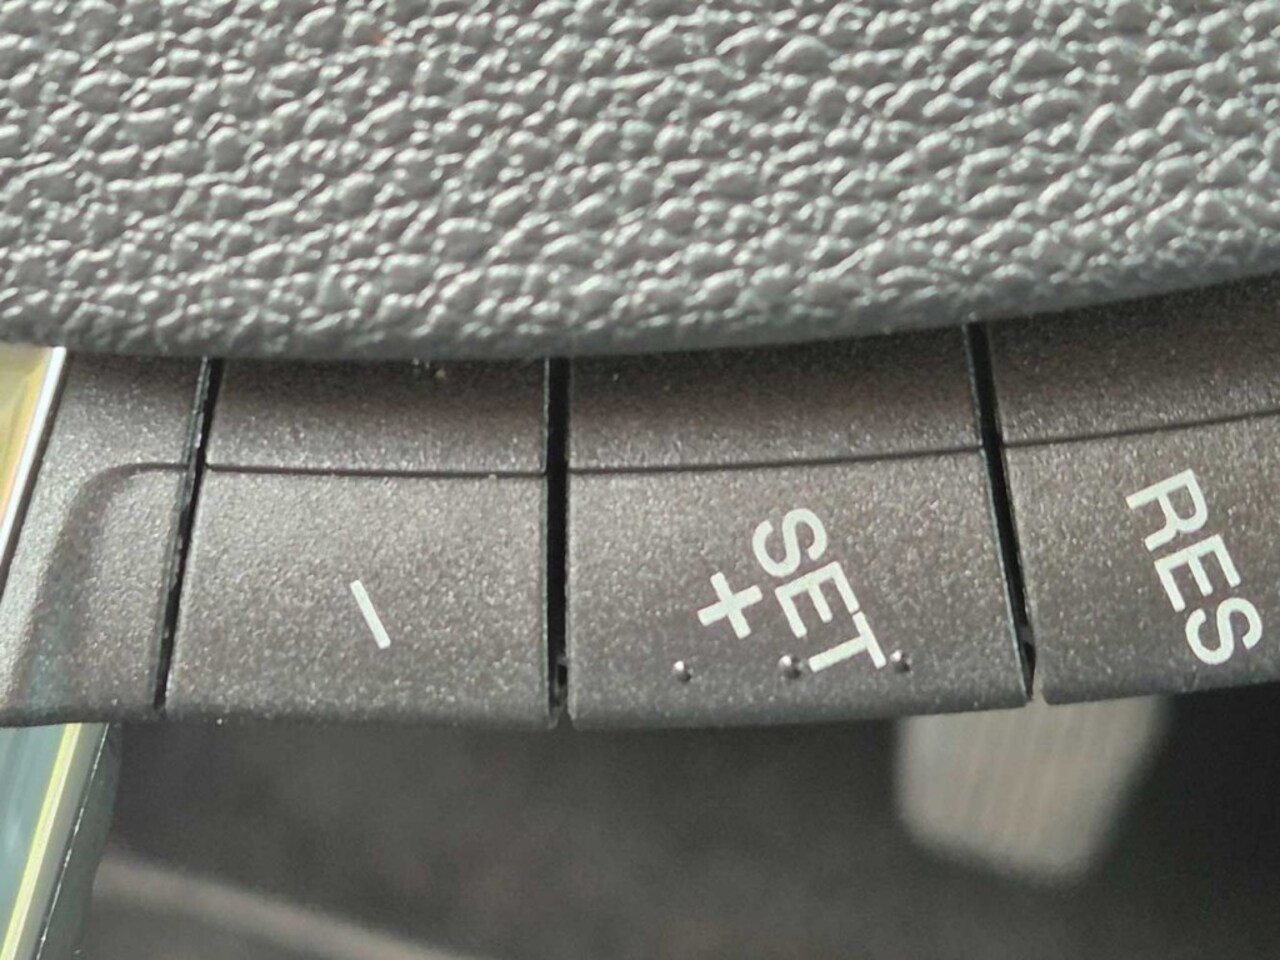 RES
SET
+
–